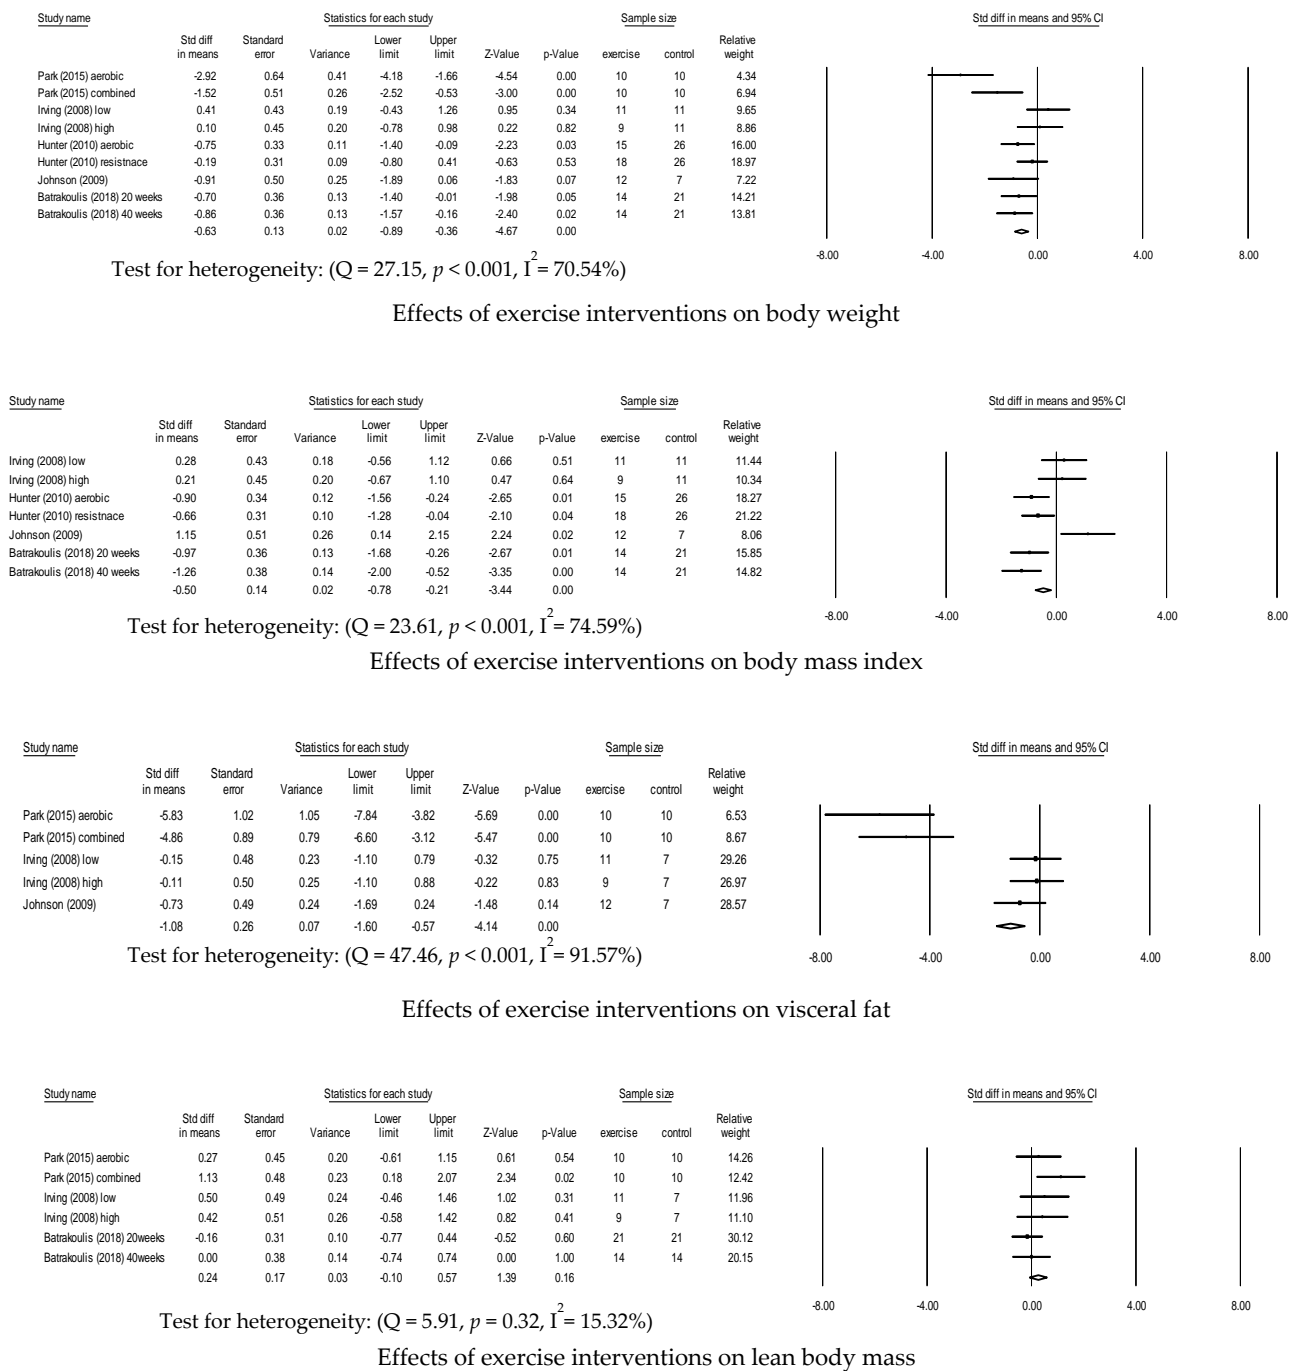 Study name Statistics for each study Sample size Std diff in means and 95% CI
Std diff Standard Lower Upper Relative
in means error Variance limit limit Z-Value p-Value exercise control weight
Park (2015) aerobic -2.92 0.64 0.41 -4.18 -1.66 -4.54 0.00 10 10 4.34
Park (2015) combined -1.52 0.51 0.26 -2.52 -0.53 -3.00 0.00 10 10 6.94
Irving (2008) low 0.41 0.43 0.19 -0.43 1.26 0.95 0.34 11 11 9.65
Irving (2008) high 0.10 0.45 0.20 -0.78 0.98 0.22 0.82 9 11 8.86
Hunter (2010) aerobic -0.75 0.33 0.11 -1.40 -0.09 -2.23 0.03 15 26 16.00
Hunter (2010) resistnace -0.19 0.31 0.09 -0.80 0.41 -0.63 0.53 18 26 18.97
Johnson (2009) -0.91 0.50 0.25 -1.89 0.06 -1.83 0.07 12 7 7.22
Batrakoulis (2018) 20 weeks -0.70 0.36 0.13 -1.40 -0.01 -1.98 0.05 14 21 14.21
Batrakoulis (2018) 40 weeks -0.86 0.36 0.13 -1.57 -0.16 -2.40 0.02 14 21 13.81
-0.63 0.13 0.02 -0.89 -0.36 -4.67 0.00
-8.00 -4.00 0.00 4.00 8.00
Test for heterogeneity: (Q = 27.15, p < 0.001, I² = 70.54%)
Effects of exercise interventions on body weight
Study name Statistics for each study Sample size Std diff in means and 95% CI
Std diff Standard Lower Upper Relative
in means error Variance limit limit Z-Value p-Value exercise control weight
Irving (2008) low 0.28 0.43 0.18 -0.56 1.12 0.66 0.51 11 11 11.44
Irving (2008) high 0.21 0.45 0.20 -0.67 1.10 0.47 0.64 9 11 10.34
Hunter (2010) aerobic -0.90 0.34 0.12 -1.56 -0.24 -2.65 0.01 15 26 18.27
Hunter (2010) resistnace -0.66 0.31 0.10 -1.28 -0.04 -2.10 0.04 18 26 21.22
Johnson (2009) 1.15 0.51 0.26 0.14 2.15 2.24 0.02 12 7 8.06
Batrakoulis (2018) 20 weeks -0.97 0.36 0.13 -1.68 -0.26 -2.67 0.01 14 21 15.85
Batrakoulis (2018) 40 weeks -1.26 0.38 0.14 -2.00 -0.52 -3.35 0.00 14 21 14.82
-0.50 0.14 0.02 -0.78 -0.21 -3.44 0.00
-8.00 -4.00 0.00 4.00 8.00
Test for heterogeneity: (Q = 23.61, p < 0.001, I² = 74.59%)
Effects of exercise interventions on body mass index
Study name Statistics for each study Sample size Std diff in means and 95% CI
Std diff Standard Lower Upper Relative
in means error Variance limit limit Z-Value p-Value exercise control weight
Park (2015) aerobic -5.83 1.02 1.05 -7.84 -3.82 -5.69 0.00 10 10 6.53
Park (2015) combined -4.86 0.89 0.79 -6.60 -3.12 -5.47 0.00 10 10 8.67
Irving (2008) low -0.15 0.48 0.23 -1.10 0.79 -0.32 0.75 11 7 29.26
Irving (2008) high -0.11 0.50 0.25 -1.10 0.88 -0.22 0.83 9 7 26.97
Johnson (2009) -0.73 0.49 0.24 -1.69 0.24 -1.48 0.14 12 7 28.57
-1.08 0.26 0.07 -1.60 -0.57 -4.14 0.00
Test for heterogeneity: (Q = 47.46, p < 0.001, I² = 91.57%)
-8.00 -4.00 0.00 4.00 8.00
Effects of exercise interventions on visceral fat
Study name Statistics for each study Sample size Std diff in means and 95% CI
Std diff Standard Lower Upper Relative
in means error Variance limit limit Z-Value p-Value exercise control weight
Park (2015) aerobic 0.27 0.45 0.20 -0.61 1.15 0.61 0.54 10 10 14.26
Park (2015) combined 1.13 0.48 0.23 0.18 2.07 2.34 0.02 10 10 12.42
Irving (2008) low 0.50 0.49 0.24 -0.46 1.46 1.02 0.31 11 7 11.96
Irving (2008) high 0.42 0.51 0.26 -0.58 1.42 0.82 0.41 9 7 11.10
Batrakoulis (2018) 20weeks -0.16 0.31 0.10 -0.77 0.44 -0.52 0.60 21 21 30.12
Batrakoulis (2018) 40weeks 0.00 0.38 0.14 -0.74 0.74 0.00 1.00 14 14 20.15
0.24 0.17 0.03 -0.10 0.57 1.39 0.16
-8.00 -4.00 0.00 4.00 8.00
Test for heterogeneity: (Q = 5.91, p = 0.32, I² = 15.32%)
Effects of exercise interventions on lean body mass